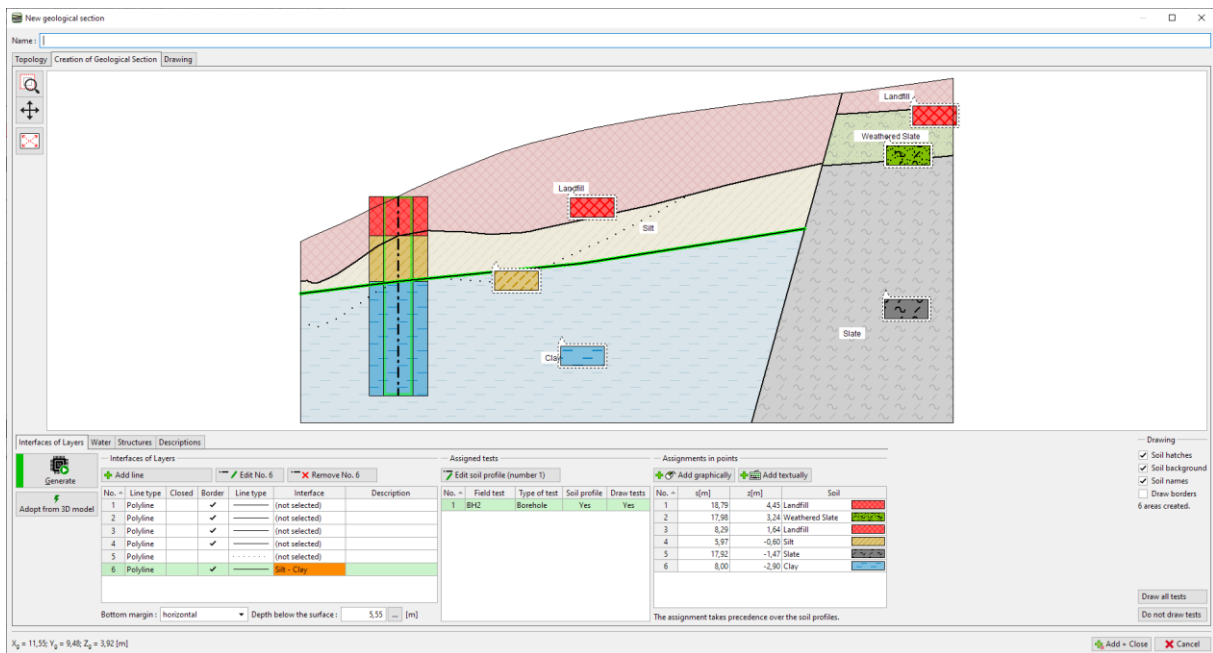 New geological section
Name :
Topology Creation of Geological Section Drawing
Landfill
Weathered Slate
Landfill
Silt
Slate
Clay
Interfaces of Layers Water Structures Descriptions
Drawing
Generate
Adopt from 3D model
Interfaces of Layers
Add line Edit No. 6 Remove No. 6
No. Line type Closed Border Line type Interface Description
1 Polyline (not selected)
2 Polyline (not selected)
3 Polyline (not selected)
4 Polyline (not selected)
5 Polyline (not selected)
6 Polyline Silt - Clay
Bottom margin : horizontal Depth below the surface : 5,55 ... [m]
Assigned tests
Edit soil profile (number 1)
No. Field test Type of test Soil profile Draw tests
1 BH2 Borehole Yes Yes
Assignments in points
Add graphically Add textually
No. s[m] z[m] Soil
1 18,79 4,45 Landfill
2 17,98 3,24 Weathered Slate
3 8,29 1,64 Landfill
4 5,97 -0,60 Silt
5 17,92 -1,47 Slate
6 8,00 -2,90 Clay
The assignment takes precedence over the soil profiles.
Soil hatches
Soil background
Soil names
Draw borders
6 areas created.
Draw all tests
Do not draw tests
Xg = 11,55; Yg = 9,48; Zg = 3,92 [m]
Add + Close Cancel